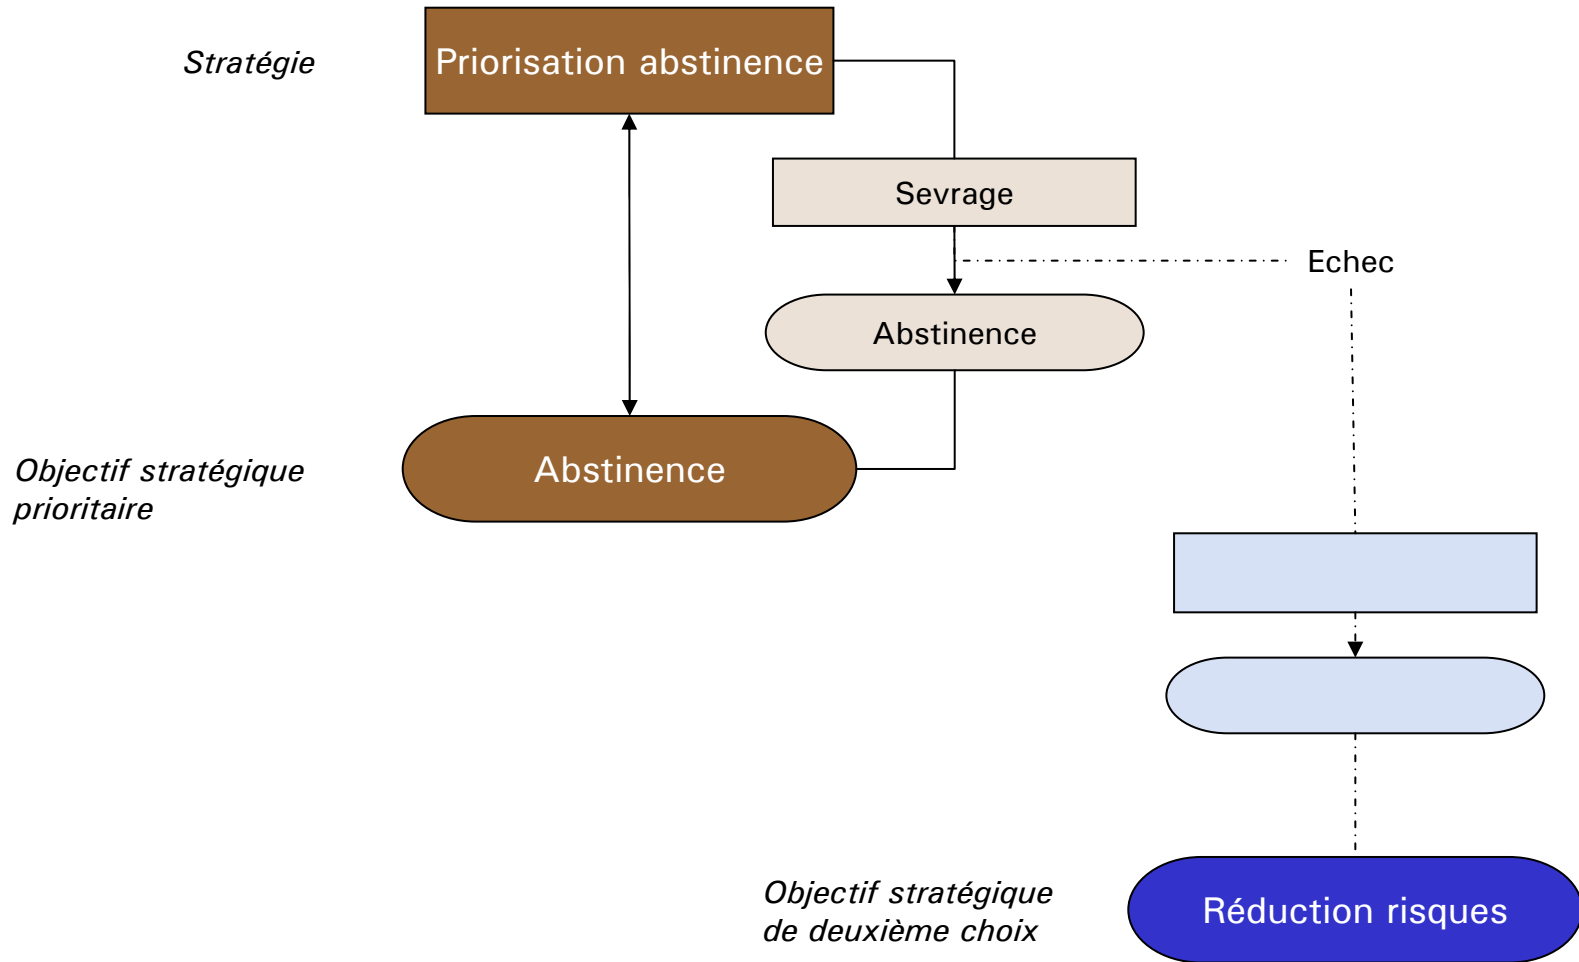 Stratégie
Priorisation abstinence
Sevrage
Echec
Abstinence
Objectif stratégique
prioritaire
Abstinence
Objectif stratégique
de deuxième choix
Réduction risques